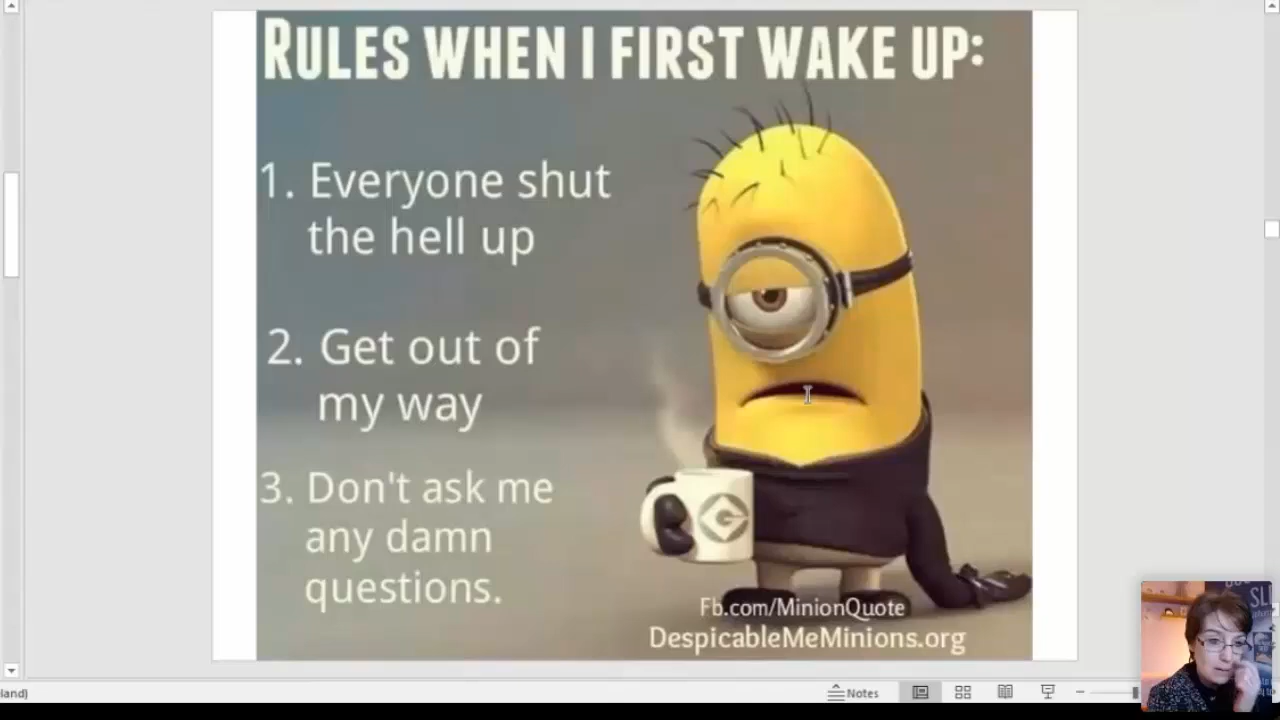 RULES WHEN I FIRST WAKE UP:
1. Everyone shut
the hell up
2. Get out of
my way
3. Don't ask me
any damn
questions.
Fb.com/MinionQuote
DespicableMeMinions.org
land)
Notes